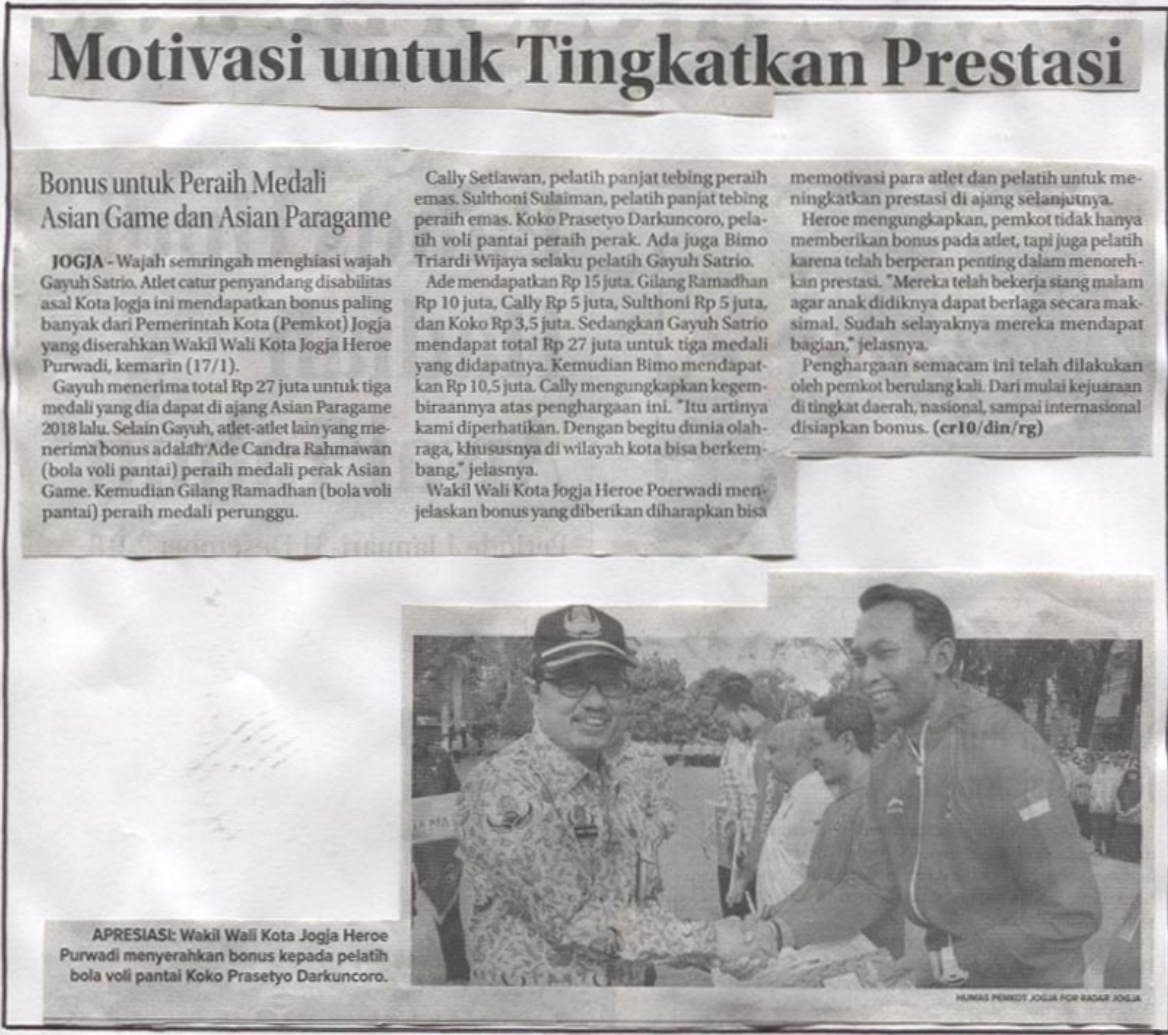 Motivasi untuk Tingkatkan Prestasi
Bonus untuk Peraih Medali
Asian Game dan Asian Paragame
JOGJA - Wajah semringah menghiasi wajah
Gayuh Satrio. Atlet catur penyandang disabilitas
asal Kota Jogja ini mendapatkan bonus paling
banyak dari Pemerintah Kota (Pemkot) Jogja
yang diserahkan Wakil Wali Kota Jogja Heroe
Purwadi, kemarin (17/1).
Gayuh menerima total Rp 27 juta untuk tiga
medali yang dia dapat di ajang Asian Paragame
2018 lalu. Selain Gayuh, atlet-atlet lain yang me-
nerima bonus adalah Ade Candra Rahmawan
(bola voli pantai) peraih medali perak Asian
Game. Kemudian Gilang Ramadhan (bola voli
pantai) peraih medali perunggu.
Cally Setiawan, pelatih panjat tebing peraih
emas. Sulthoni Sulaiman, pelatih panjat tebing
peraih emas. Koko Prasetyo Darkuncoro, pela-
tih voli pantai peraih perak. Ada juga Bimo
Triardi Wijaya selaku pelatih Gayuh Satrio.
Ade mendapatkan Rp 15 juta. Gilang Ramadhan
Rp 10 juta, Cally Rp 5 juta, Sulthoni Rp 5 juta,
dan Koko Rp 3,5 juta. Sedangkan Gayuh Satrio
mendapat total Rp 27 juta untuk tiga medali
yang didapatnya. Kemudian Bimo mendapat-
kan Rp 10,5 juta. Cally mengungkapkan kegem-
biraannya atas penghargaan ini. "Itu artinya
kami diperhatikan. Dengan begitu dunia olah-
raga, khususnya di wilayah kota bisa berkem-
bang," jelasnya.
Wakil Wali Kota Jogja Heroe Poerwadi men-
jelaskan bonus yang diberikan diharapkan bisa
memotivasi para atlet dan pelatih untuk me-
ningkatkan prestasi di ajang selanjutnya.
Heroe mengungkapkan, pemkot tidak hanya
memberikan bonus pada atlet, tapi juga pelatih
karena telah berperan penting dalam menoreh-
kan prestasi. "Mereka telah bekerja siang malam
agar anak didiknya dapat berlaga secara mak-
simal. Sudah selayaknya mereka mendapat
bagian," jelasnya.
Penghargaan semacam ini telah dilakukan
oleh pemkot berulang kali. Dari mulai kejuaraan
di tingkat daerah, nasional, sampai internasional
disiapkan bonus. (cr10/din/rg)
APRESIASI: Wakil Wali Kota Jogja Heroe
Purwadi menyerahkan bonus kepada pelatih
bola voli pantai Koko Prasetyo Darkuncoro.
HUMAS PEMKOT JOGJA FOR RADAR JOGJA